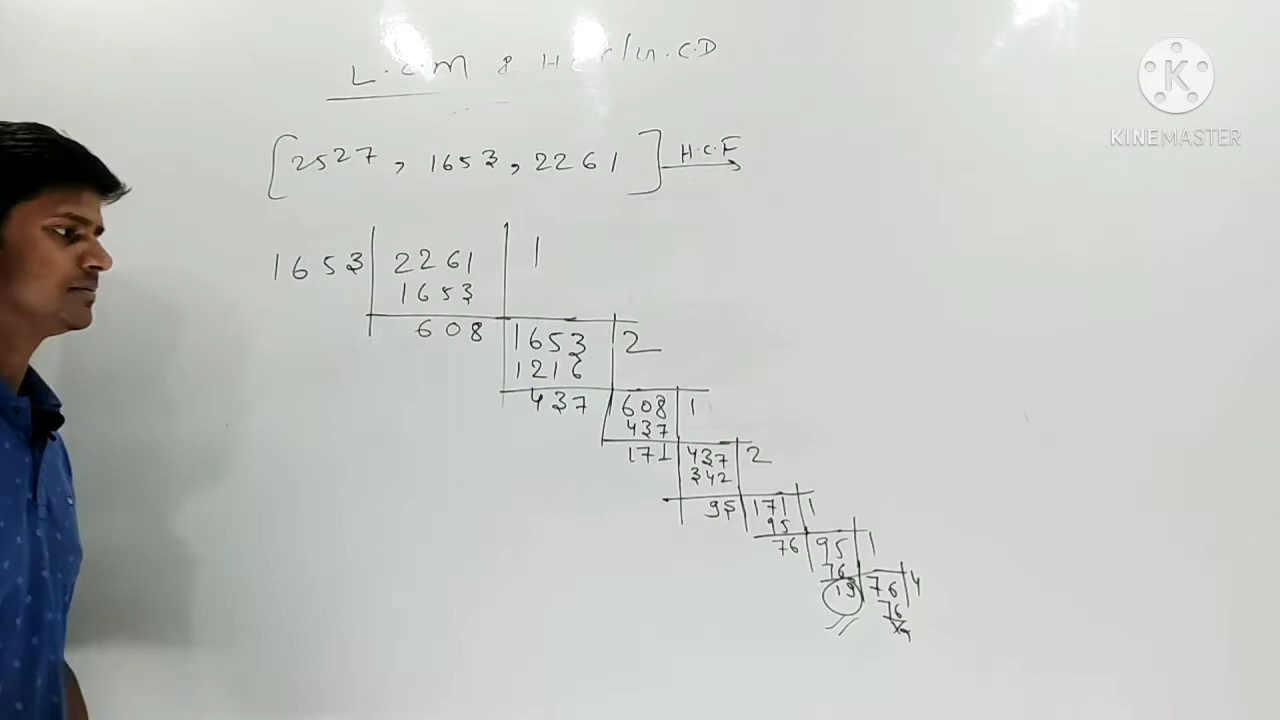 L.C.M & H.C.F/G.C.D
[2527, 1653, 2261] H.C.F
1653 2261 1
1653
608 1653 2
1216
437 608 1
437
171 437 2
342
95 171 1
95
76 95 1
76
19 76 4
76
K
KINEMASTER